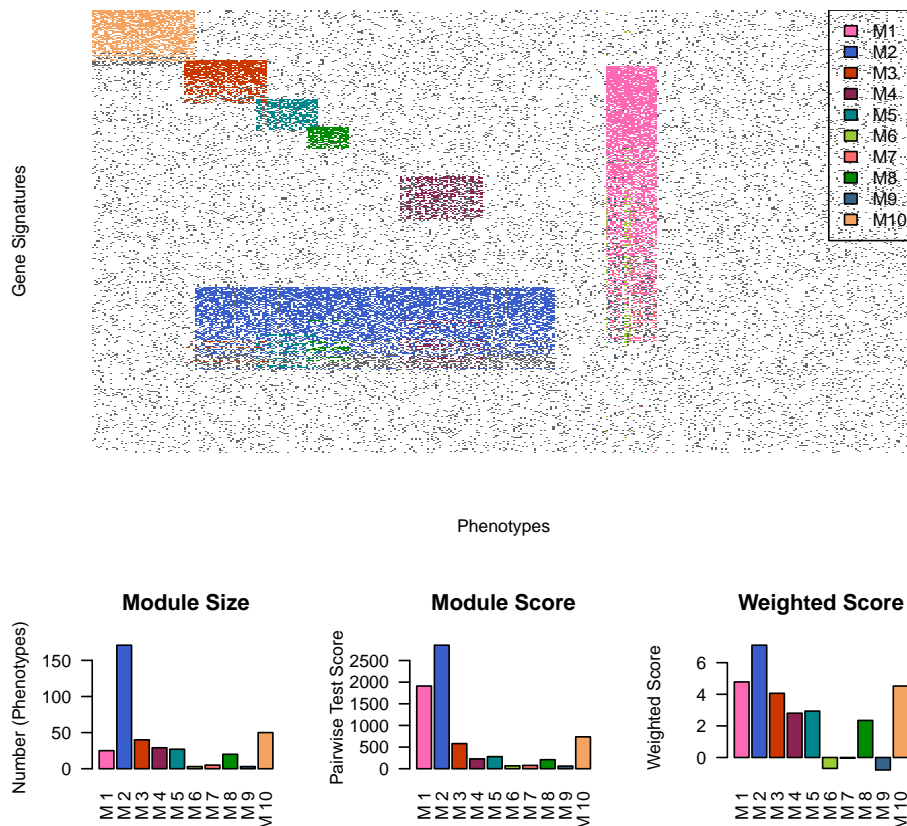 Gene Signatures
M1
M2
M3
M4
M5
M6
M7
M8
M9
M10
Phenotypes
Module Size
Number (Phenotypes)
150
100
50
0
M 1
M 2
M 3
M 4
M 5
M 6
M 7
M 8
M 9
M 10
Module Score
Pairwise Test Score
2500
2000
1500
1000
500
0
M 1
M 2
M 3
M 4
M 5
M 6
M 7
M 8
M 9
M 10
Weighted Score
Weighted Score
6
4
2
0
M 1
M 2
M 3
M 4
M 5
M 6
M 7
M 8
M 9
M 10